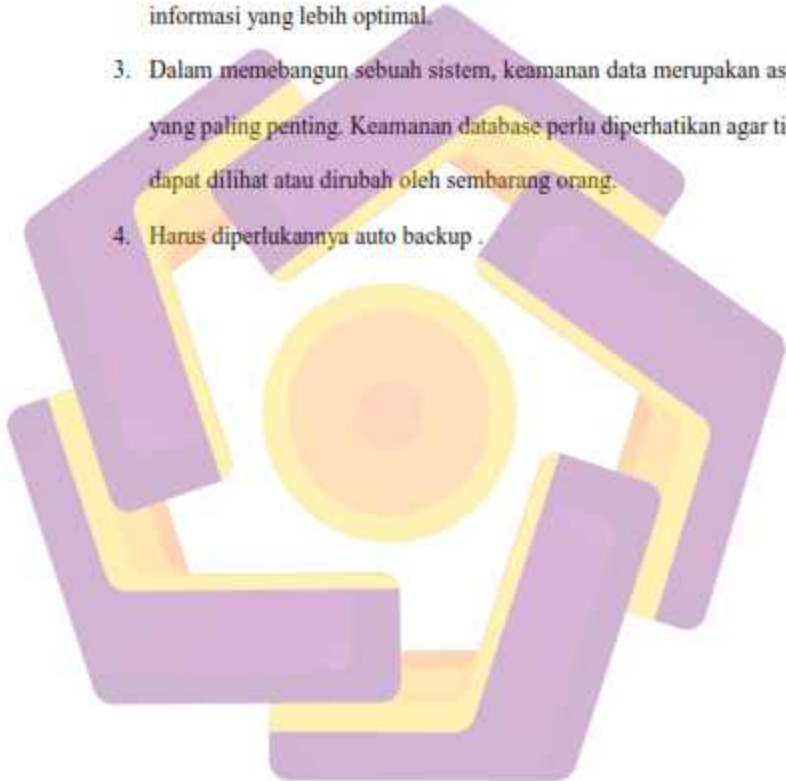 informasi yang lebih optimal.
3. Dalam memebangun sebuah sistem, keamanan data merupakan as
yang paling penting. Keamanan database perlu diperhatikan agar ti
dapat dilihat atau dirubah oleh sembarang orang.
4. Harus diperlukannya auto backup .